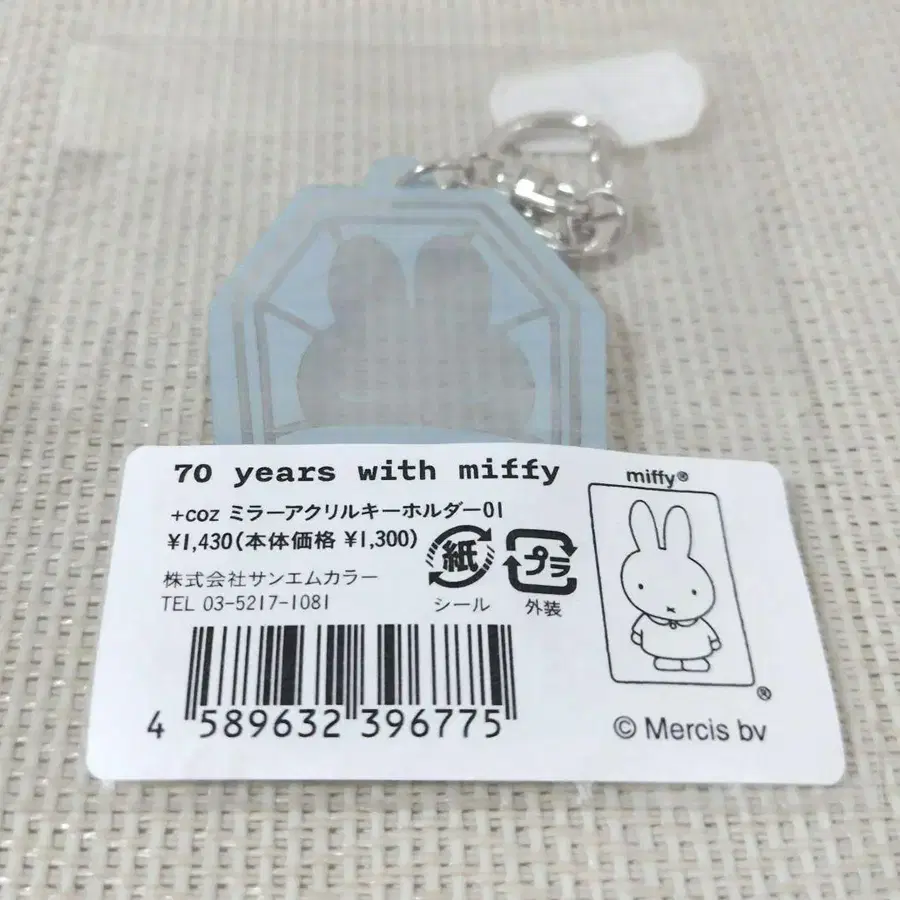 70 years with miffy
+coz ミラーアクリルキーホルダー01
¥1,430(本体価格 ¥1,300)
株式会社サンエムカラー
TEL 03-5217-1081
紙
シール
プラ
外装
4 589632 396775
miffy®
®
© Mercis bv